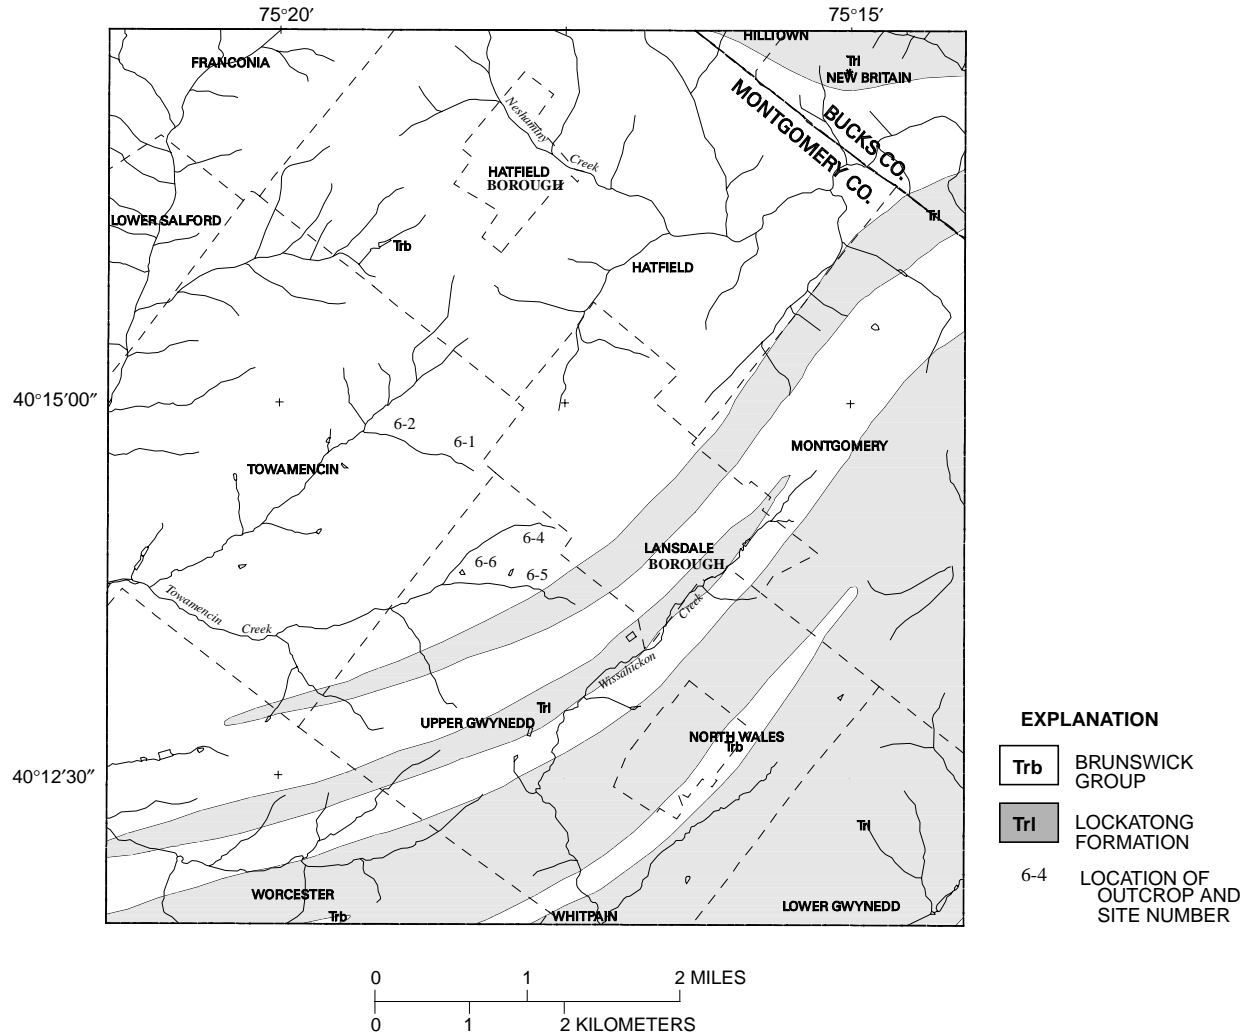 75°20′
75°15′
HILLTOWN
Trl
NEW BRITAIN
FRANCONIA
MONTGOMERY CO.
BUCKS CO.
Neshaminy
Creek
HATFIELD
BOROUGH
LOWER SALFORD
Trl
Trb
HATFIELD
40°15′00″
6-2
6-1
MONTGOMERY
TOWAMENCIN
6-4
LANSDALE
BOROUGH
6-6
6-5
Towamencin
Creek
Creek
Wissahickon
Trl
UPPER GWYNEDD
NORTH WALES
Trb
40°12′30″
Trl
WORCESTER
Trb
WHITPAIN
LOWER GWYNEDD
EXPLANATION
Trb
BRUNSWICK
GROUP
Trl
LOCKATONG
FORMATION
6-4
LOCATION OF
OUTCROP AND
SITE NUMBER
0 1 2 MILES
0 1 2 KILOMETERS